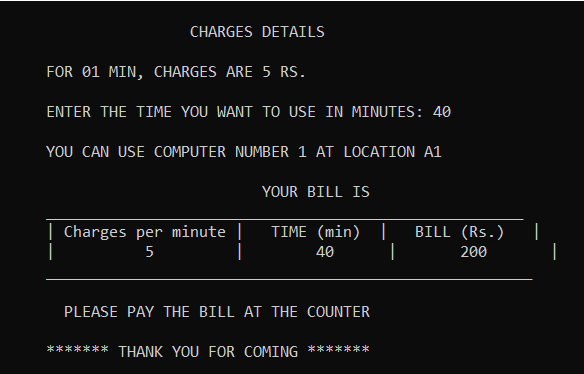 CHARGES DETAILS
FOR 01 MIN, CHARGES ARE 5 RS.
ENTER THE TIME YOU WANT TO USE IN MINUTES: 40
YOU CAN USE COMPUTER NUMBER 1 AT LOCATION A1
YOUR BILL IS
| Charges per minute | TIME (min) | BILL (Rs.) |
| 5 | 40 | 200 |
PLEASE PAY THE BILL AT THE COUNTER
******* THANK YOU FOR COMING *******